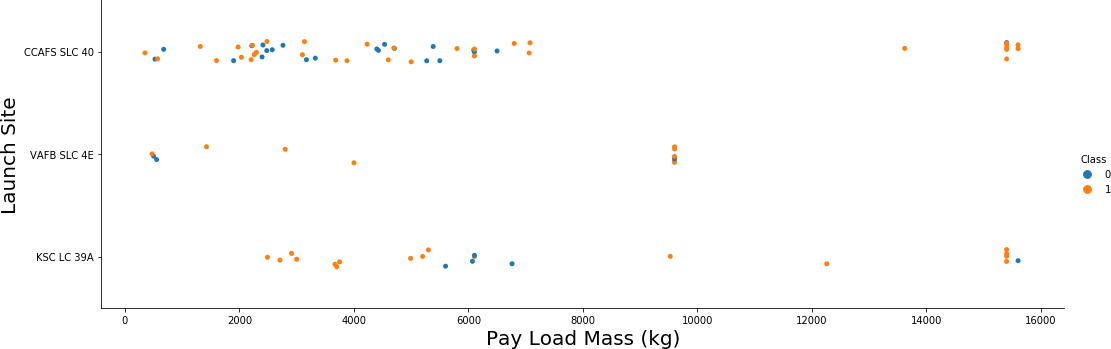 Launch Site
CCAFS SLC 40
VAFB SLC 4E
KSC LC 39A
0 2000 4000 6000 8000 10000 12000 14000 16000
Pay Load Mass (kg)
Class
0
1